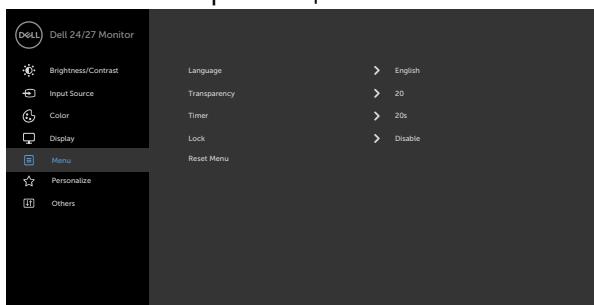 DELL Dell 24/27 Monitor
Brightness/Contrast
Input Source
Color
Display
Menu
Personalize
Others
Language > English
Transparency > 20
Timer > 20s
Lock > Disable
Reset Menu